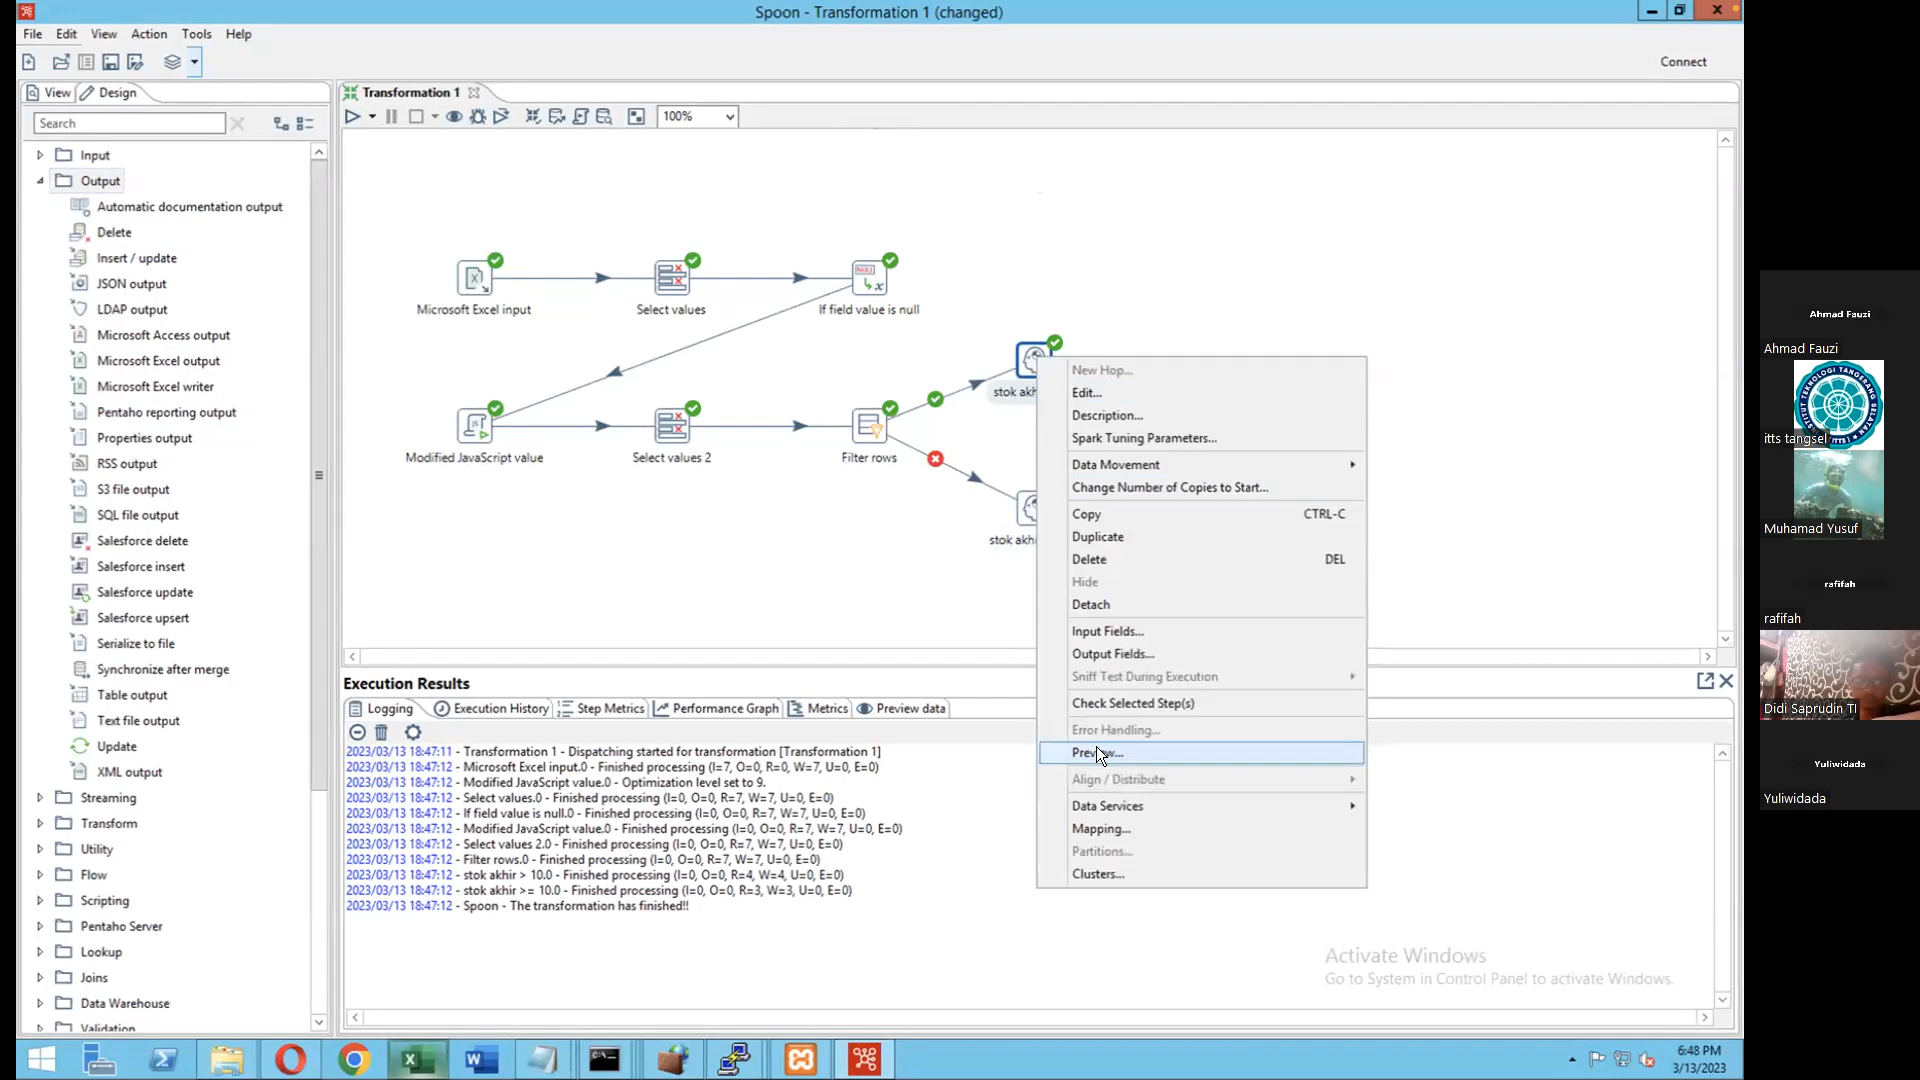 Spoon - Transformation 1 (changed)
File Edit View Action Tools Help
Connect
View Design
Transformation 1
Search
100%
Input
Output
Automatic documentation output
Delete
Insert / update
JSON output
LDAP output
Microsoft Access output
Microsoft Excel output
Microsoft Excel writer
Pentaho reporting output
Properties output
RSS output
S3 file output
SQL file output
Salesforce delete
Salesforce insert
Salesforce update
Salesforce upsert
Serialize to file
Synchronize after merge
Table output
Text file output
Update
XML output
Streaming
Transform
Utility
Flow
Scripting
Pentaho Server
Lookup
Joins
Data Warehouse
Validation
Microsoft Excel input
Select values
If field value is null
Modified JavaScript value
Select values 2
Filter rows
stok akh
stok akhi
New Hop...
Edit...
Description...
Spark Tuning Parameters...
Data Movement
Change Number of Copies to Start...
Copy CTRL-C
Duplicate
Delete DEL
Hide
Detach
Input Fields...
Output Fields...
Sniff Test During Execution
Check Selected Step(s)
Error Handling...
Preview...
Align / Distribute
Data Services
Mapping...
Partitions...
Clusters...
Execution Results
Logging Execution History Step Metrics Performance Graph Metrics Preview data
2023/03/13 18:47:11 - Transformation 1 - Dispatching started for transformation [Transformation 1]
2023/03/13 18:47:12 - Microsoft Excel input.0 - Finished processing (I=7, O=0, R=0, W=7, U=0, E=0)
2023/03/13 18:47:12 - Modified JavaScript value.0 - Optimization level set to 9.
2023/03/13 18:47:12 - Select values.0 - Finished processing (I=0, O=0, R=7, W=7, U=0, E=0)
2023/03/13 18:47:12 - If field value is null.0 - Finished processing (I=0, O=0, R=7, W=7, U=0, E=0)
2023/03/13 18:47:12 - Modified JavaScript value.0 - Finished processing (I=0, O=0, R=7, W=7, U=0, E=0)
2023/03/13 18:47:12 - Select values 2.0 - Finished processing (I=0, O=0, R=7, W=7, U=0, E=0)
2023/03/13 18:47:12 - Filter rows.0 - Finished processing (I=0, O=0, R=7, W=7, U=0, E=0)
2023/03/13 18:47:12 - stok akhir > 10.0 - Finished processing (I=0, O=0, R=4, W=4, U=0, E=0)
2023/03/13 18:47:12 - stok akhir >= 10.0 - Finished processing (I=0, O=0, R=3, W=3, U=0, E=0)
2023/03/13 18:47:12 - Spoon - The transformation has finished!!
Activate Windows
Go to System in Control Panel to activate Windows.
6:48 PM
3/13/2023
Ahmad Fauzi
Ahmad Fauzi
itts tangsel
Muhamad Yusuf
rafifah
rafifah
Didi Saprudin TI
Yuliwidada
Yuliwidada